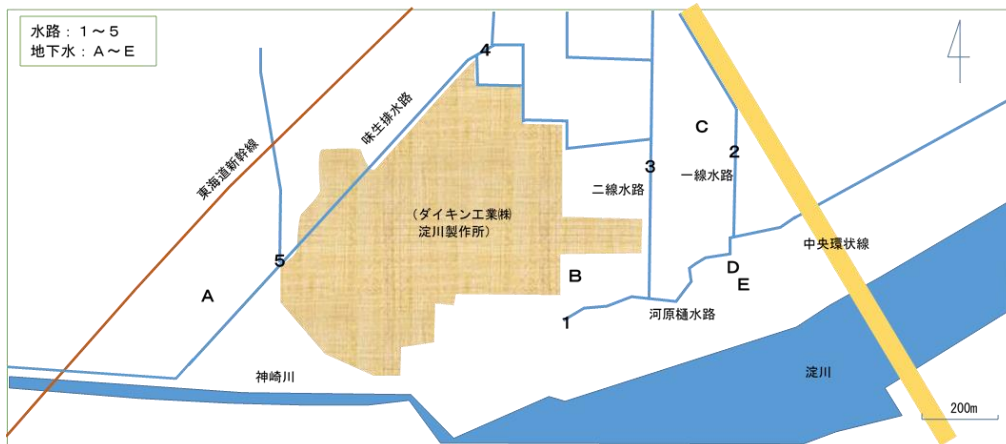 水路：１～５
地下水：Ａ～Ｅ
4
東海道新幹線
味生排水路
C
2
3
一線水路
二線水路
（ダイキン工業㈱
淀川製作所）
中央環状線
5
B
D
E
A
1
河原樋水路
神崎川
淀川
200m